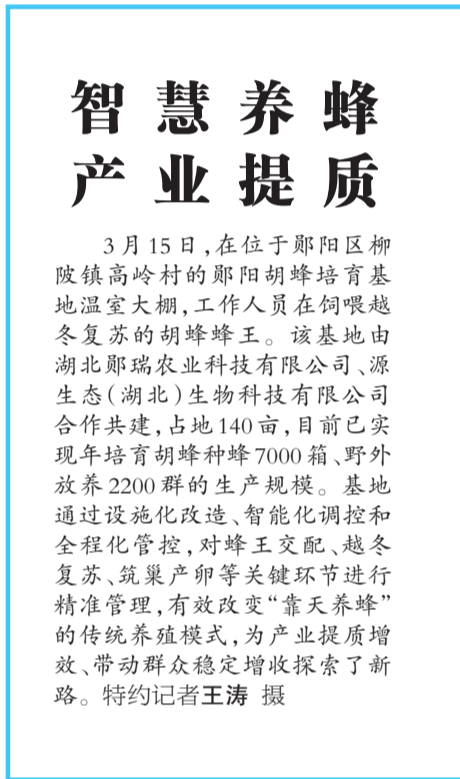 智慧养蜂
产业提质
3月15日,在位于郧阳区柳
陂镇高岭村的郧阳胡蜂培育基
地温室大棚,工作人员在饲喂越
冬复苏的胡蜂蜂王。该基地由
湖北郧瑞农业科技有限公司、源
生态(湖北)生物科技有限公司
合作共建,占地140亩,目前已实
现年培育胡蜂种蜂7000箱、野外
放养2200群的生产规模。基地
通过设施化改造、智能化调控和
全程化管控,对蜂王交配、越冬
复苏、筑巢产卵等关键环节进行
精准管理,有效改变“靠天养蜂”
的传统养殖模式,为产业提质增
效、带动群众稳定增收探索了新
路。特约记者王涛 摄